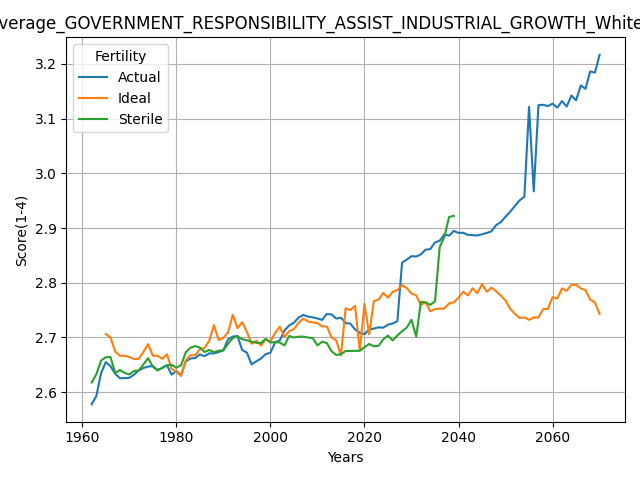 verage_GOVERNMENT_RESPONSIBILITY_ASSIST_INDUSTRIAL_GROWTH_White
Fertility
Actual
Ideal
Sterile
Score(1-4)
3.2
3.1
3.0
2.9
2.8
2.7
2.6
1960 1980 2000 2020 2040 2060
Years